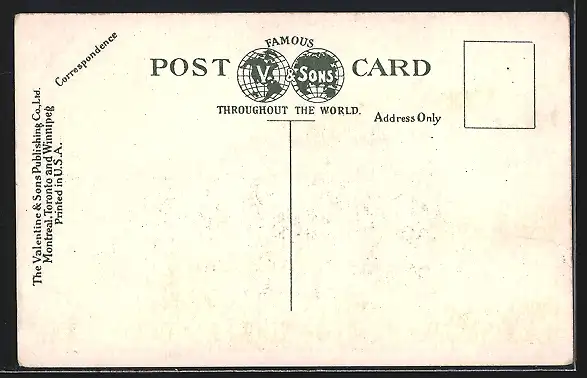 Correspondence
FAMOUS
POST V. & SONS CARD
THROUGHOUT THE WORLD.
Address Only
The Valentine & Sons Publishing Co., Ltd.
Montreal, Toronto and Winnipeg
Printed in U.S.A.